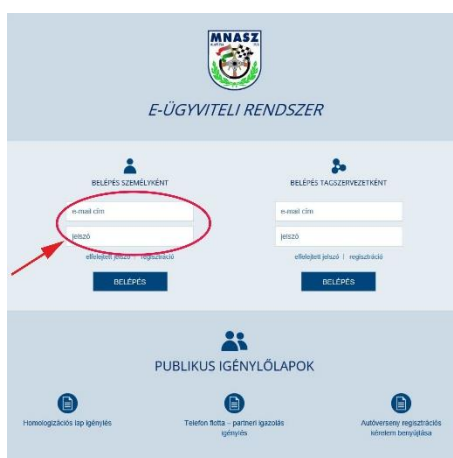 MNASZ
E-ÜGYVITELI RENDSZER
BELÉPÉS SZEMÉLYKÉNT
BELÉPÉS TAGSZERVEZETKÉNT
e-mail cím
e-mail cím
jelszó
jelszó
elfelejtett jelszó | regisztráció
elfelejtett jelszó | regisztráció
BELÉPÉS
BELÉPÉS
PUBLIKUS IGÉNYLŐLAPOK
Homologizációs lap igénylés
Telefon flotta – partneri igazolás
igénylés
Autóverseny regisztrációs
kérelem benyújtása